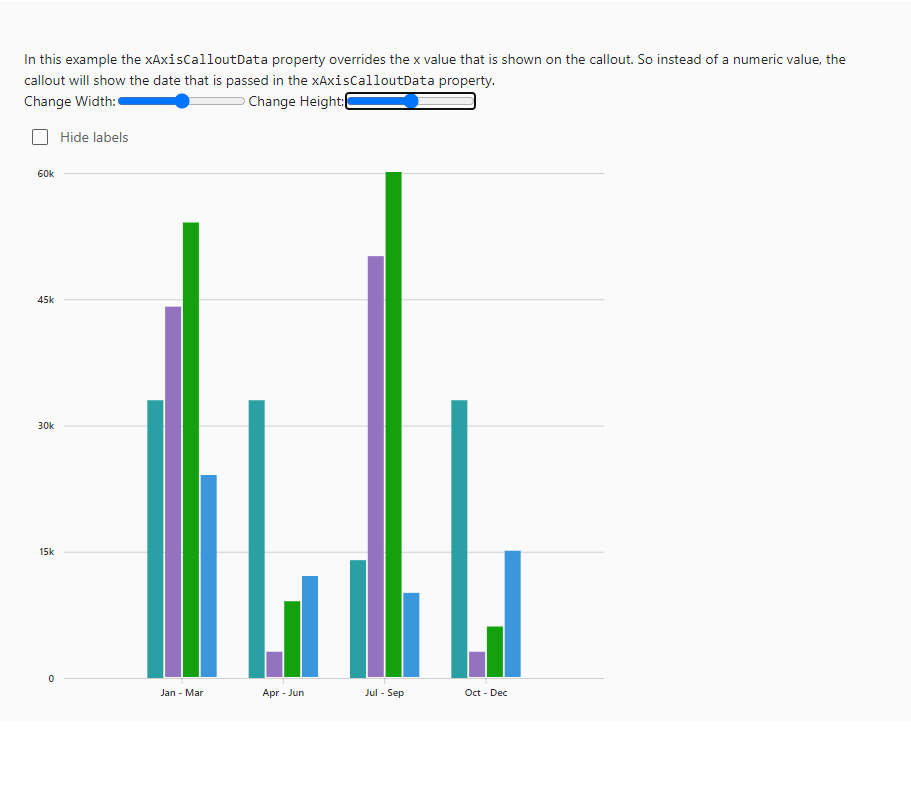 In this example the xAxisCalloutData property overrides the x value that is shown on the callout. So instead of a numeric value, the
callout will show the date that is passed in the xAxisCalloutData property.
Change Width: Change Height:
Hide labels
60k
45k
30k
15k
0
Jan - Mar Apr - Jun Jul - Sep Oct - Dec